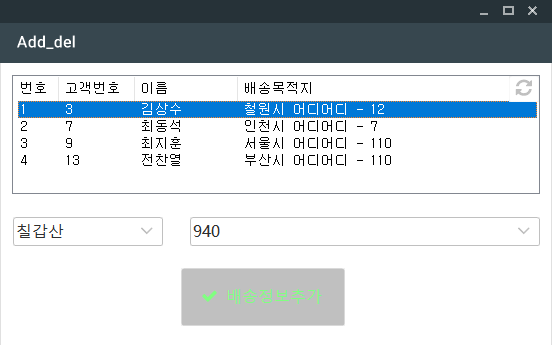 Add_del
번호 고객번호 이름 배송목적지
1 3 김상수 철원시 어디어디 - 12
2 7 최동석 인천시 어디어디 - 7
3 9 최지훈 서울시 어디어디 - 110
4 13 전찬열 부산시 어디어디 - 110
칠갑산 940
배송정보추가